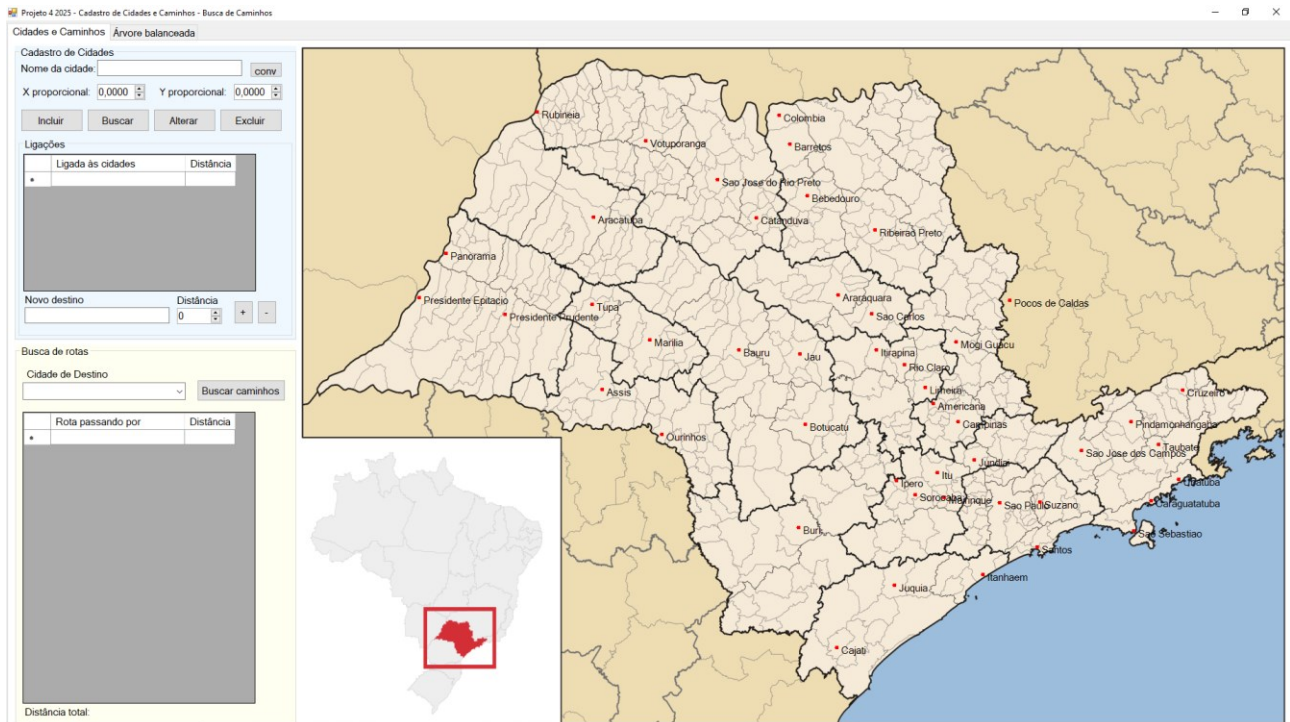 Projeto 4 2025 - Cadastro de Cidades e Caminhos - Busca de Caminhos
Cidades e Caminhos Árvore balanceada
Cadastro de Cidades
Nome da cidade: conv
X proporcional: 0,0000 Y proporcional: 0,0000
Incluir Buscar Alterar Excluir
Ligações
Ligada às cidades Distância
*
Novo destino Distância
0 + -
Busca de rotas
Cidade de Destino
Buscar caminhos
Rota passando por Distância
*
Distância total:
Rubineia
Colombia
Votuporanga
Barretos
Sao Jose do Rio Preto
Bebedouro
Aracatuba
Catanduva
Ribeirao Preto
Panorama
Presidente Epitacio
Araraquara
Pocos de Caldas
Tupa
Presidente Prudente
Sao Carlos
Marilia
Mogi Guacu
Bauru
Jau
Itirapina
Rio Claro
Assis
Limeira
Cruzeiro
Americana
Botucatu
Campinas
Pindamonhangaba
Ourinhos
Taubate
Sao Jose dos Campos
Jundiai
Itu
Ipero
Ubatuba
Sorocaba
Mairinque
Sao Paulo
Suzano
Caraguatatuba
Buri
Sao Sebastiao
Santos
Itanhaem
Juquia
Cajati